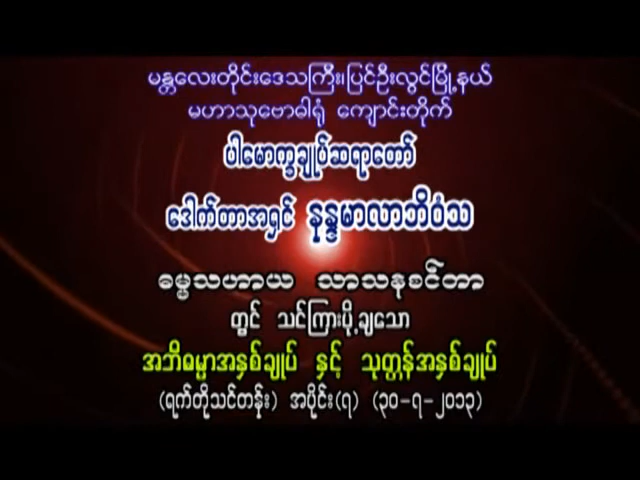 မန္တလေးတိုင်းဒေသကြီး၊ပြင်ဦးလွင်မြို့နယ်
မဟာသုဗောဓါရုံ ကျောင်းတိုက်
ပါမောက္ခချုပ်ဆရာတော်
ဒေါက်တာအရှင် နန္ဒမာလာဘိဝံသ
ဓမ္မသဟာယ သာသနစင်တာ
တွင် သင်ကြားပို့ချသော
အဘိဓမ္မာအနှစ်ချုပ် နှင့် သုတ္တန်အနှစ်ချုပ်
(ရက်တိုသင်တန်း) အပိုင်း(၇) (၃၀-၇-၂၀၁၃)